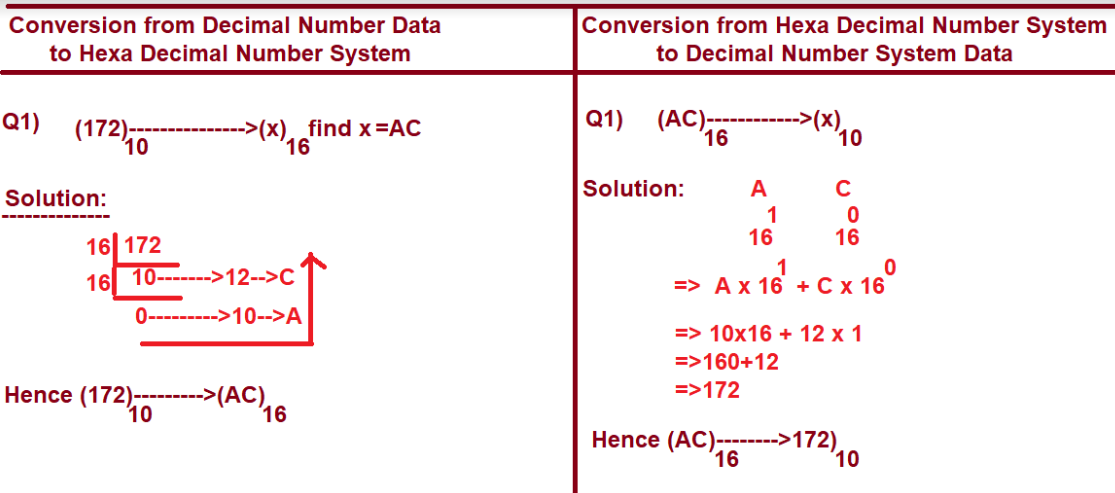 Conversion from Decimal Number Data
to Hexa Decimal Number System
Q1) (172)--------------->(x) find x=AC
10 16
Solution:
---------------
16 172
16 10------->12-->C
0--------->10-->A
Hence (172)--------->(AC)
10 16
Conversion from Hexa Decimal Number System
to Decimal Number System Data
Q1) (AC)------------>(x)
16 10
Solution: A C
1 0
16 16
1 0
=> A x 16 + C x 16
=> 10x16 + 12 x 1
=>160+12
=>172
Hence (AC)-------->172)
16 10